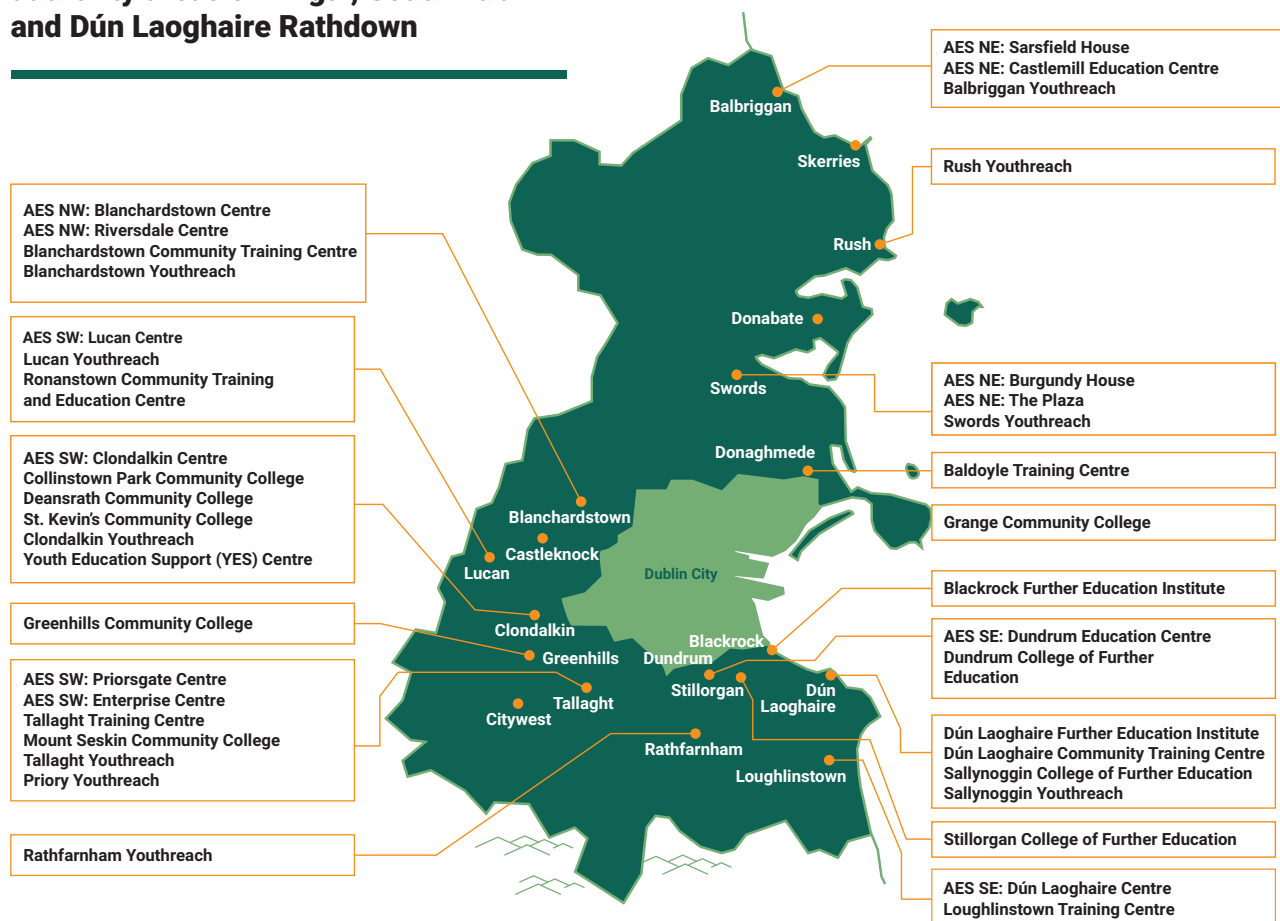 and Dún Laoghaire Rathdown
AES NW: Blanchardstown Centre
AES NW: Riversdale Centre
Blanchardstown Community Training Centre
Blanchardstown Youthreach
AES SW: Lucan Centre
Lucan Youthreach
Ronanstown Community Training
and Education Centre
AES SW: Clondalkin Centre
Collinstown Park Community College
Deansrath Community College
St. Kevin’s Community College
Clondalkin Youthreach
Youth Education Support (YES) Centre
Greenhills Community College
AES SW: Priorsgate Centre
AES SW: Enterprise Centre
Tallaght Training Centre
Mount Seskin Community College
Tallaght Youthreach
Priory Youthreach
Rathfarnham Youthreach
Balbriggan
Skerries
Rush
Donabate
Swords
Donaghmede
Blanchardstown
Castleknock
Lucan
Dublin City
Clondalkin
Greenhills
Blackrock
Dundrum
Stillorgan
Dún
Laoghaire
Tallaght
Citywest
Rathfarnham
Loughlinstown
AES NE: Sarsfield House
AES NE: Castlemill Education Centre
Balbriggan Youthreach
Rush Youthreach
AES NE: Burgundy House
AES NE: The Plaza
Swords Youthreach
Baldoyle Training Centre
Grange Community College
Blackrock Further Education Institute
AES SE: Dundrum Education Centre
Dundrum College of Further
Education
Dún Laoghaire Further Education Institute
Dún Laoghaire Community Training Centre
Sallynoggin College of Further Education
Sallynoggin Youthreach
Stillorgan College of Further Education
AES SE: Dún Laoghaire Centre
Loughlinstown Training Centre